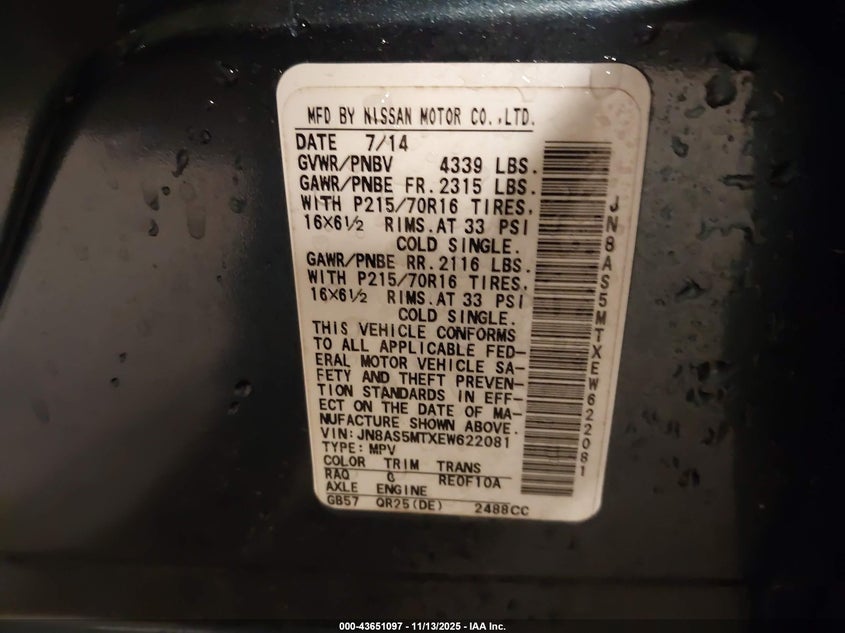 MFD BY NISSAN MOTOR CO.,LTD.
DATE 7/14
GVWR/PNBV 4339 LBS.
GAWR/PNBE FR. 2315 LBS.
WITH P215/70R16 TIRES,
16X6½ RIMS.AT 33 PSI
COLD SINGLE.
GAWR/PNBE RR. 2116 LBS.
WITH P215/70R16 TIRES.
16X6½ RIMS.AT 33 PSI
COLD SINGLE.
THIS VEHICLE CONFORMS
TO ALL APPLICABLE FED-
ERAL MOTOR VEHICLE SA-
FETY AND THEFT PREVEN-
TION STANDARDS IN EFF-
ECT ON THE DATE OF MA-
NUFACTURE SHOWN ABOVE.
VIN: JN8AS5MTXEW622081
TYPE: MPV
COLOR TRIM TRANS
RAQ G RE0F10A
AXLE ENGINE
GB57 QR25(DE) 2488CC
JN8AS5MTXEW622081
000-43651097 - 11/13/2025 - IAA Inc.